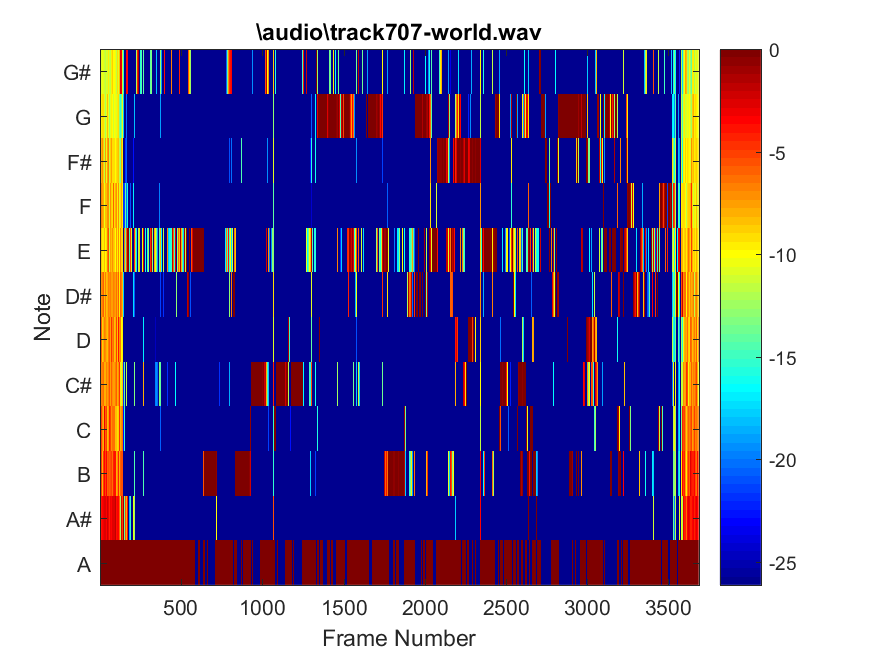 \audio\track707-world.wav
Note
G#
G
F#
F
E
D#
D
C#
C
B
A#
A
500 1000 1500 2000 2500 3000 3500
Frame Number
0
-5
-10
-15
-20
-25